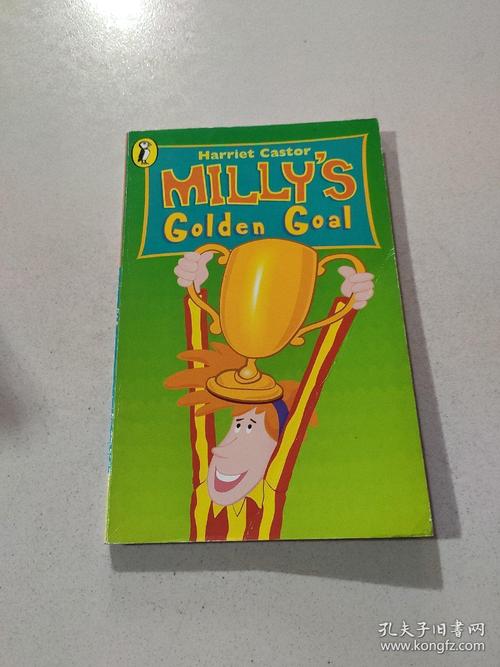 Harriet Castor
MILLY'S
Golden Goal
孔夫子旧书网
www.kongfz.com